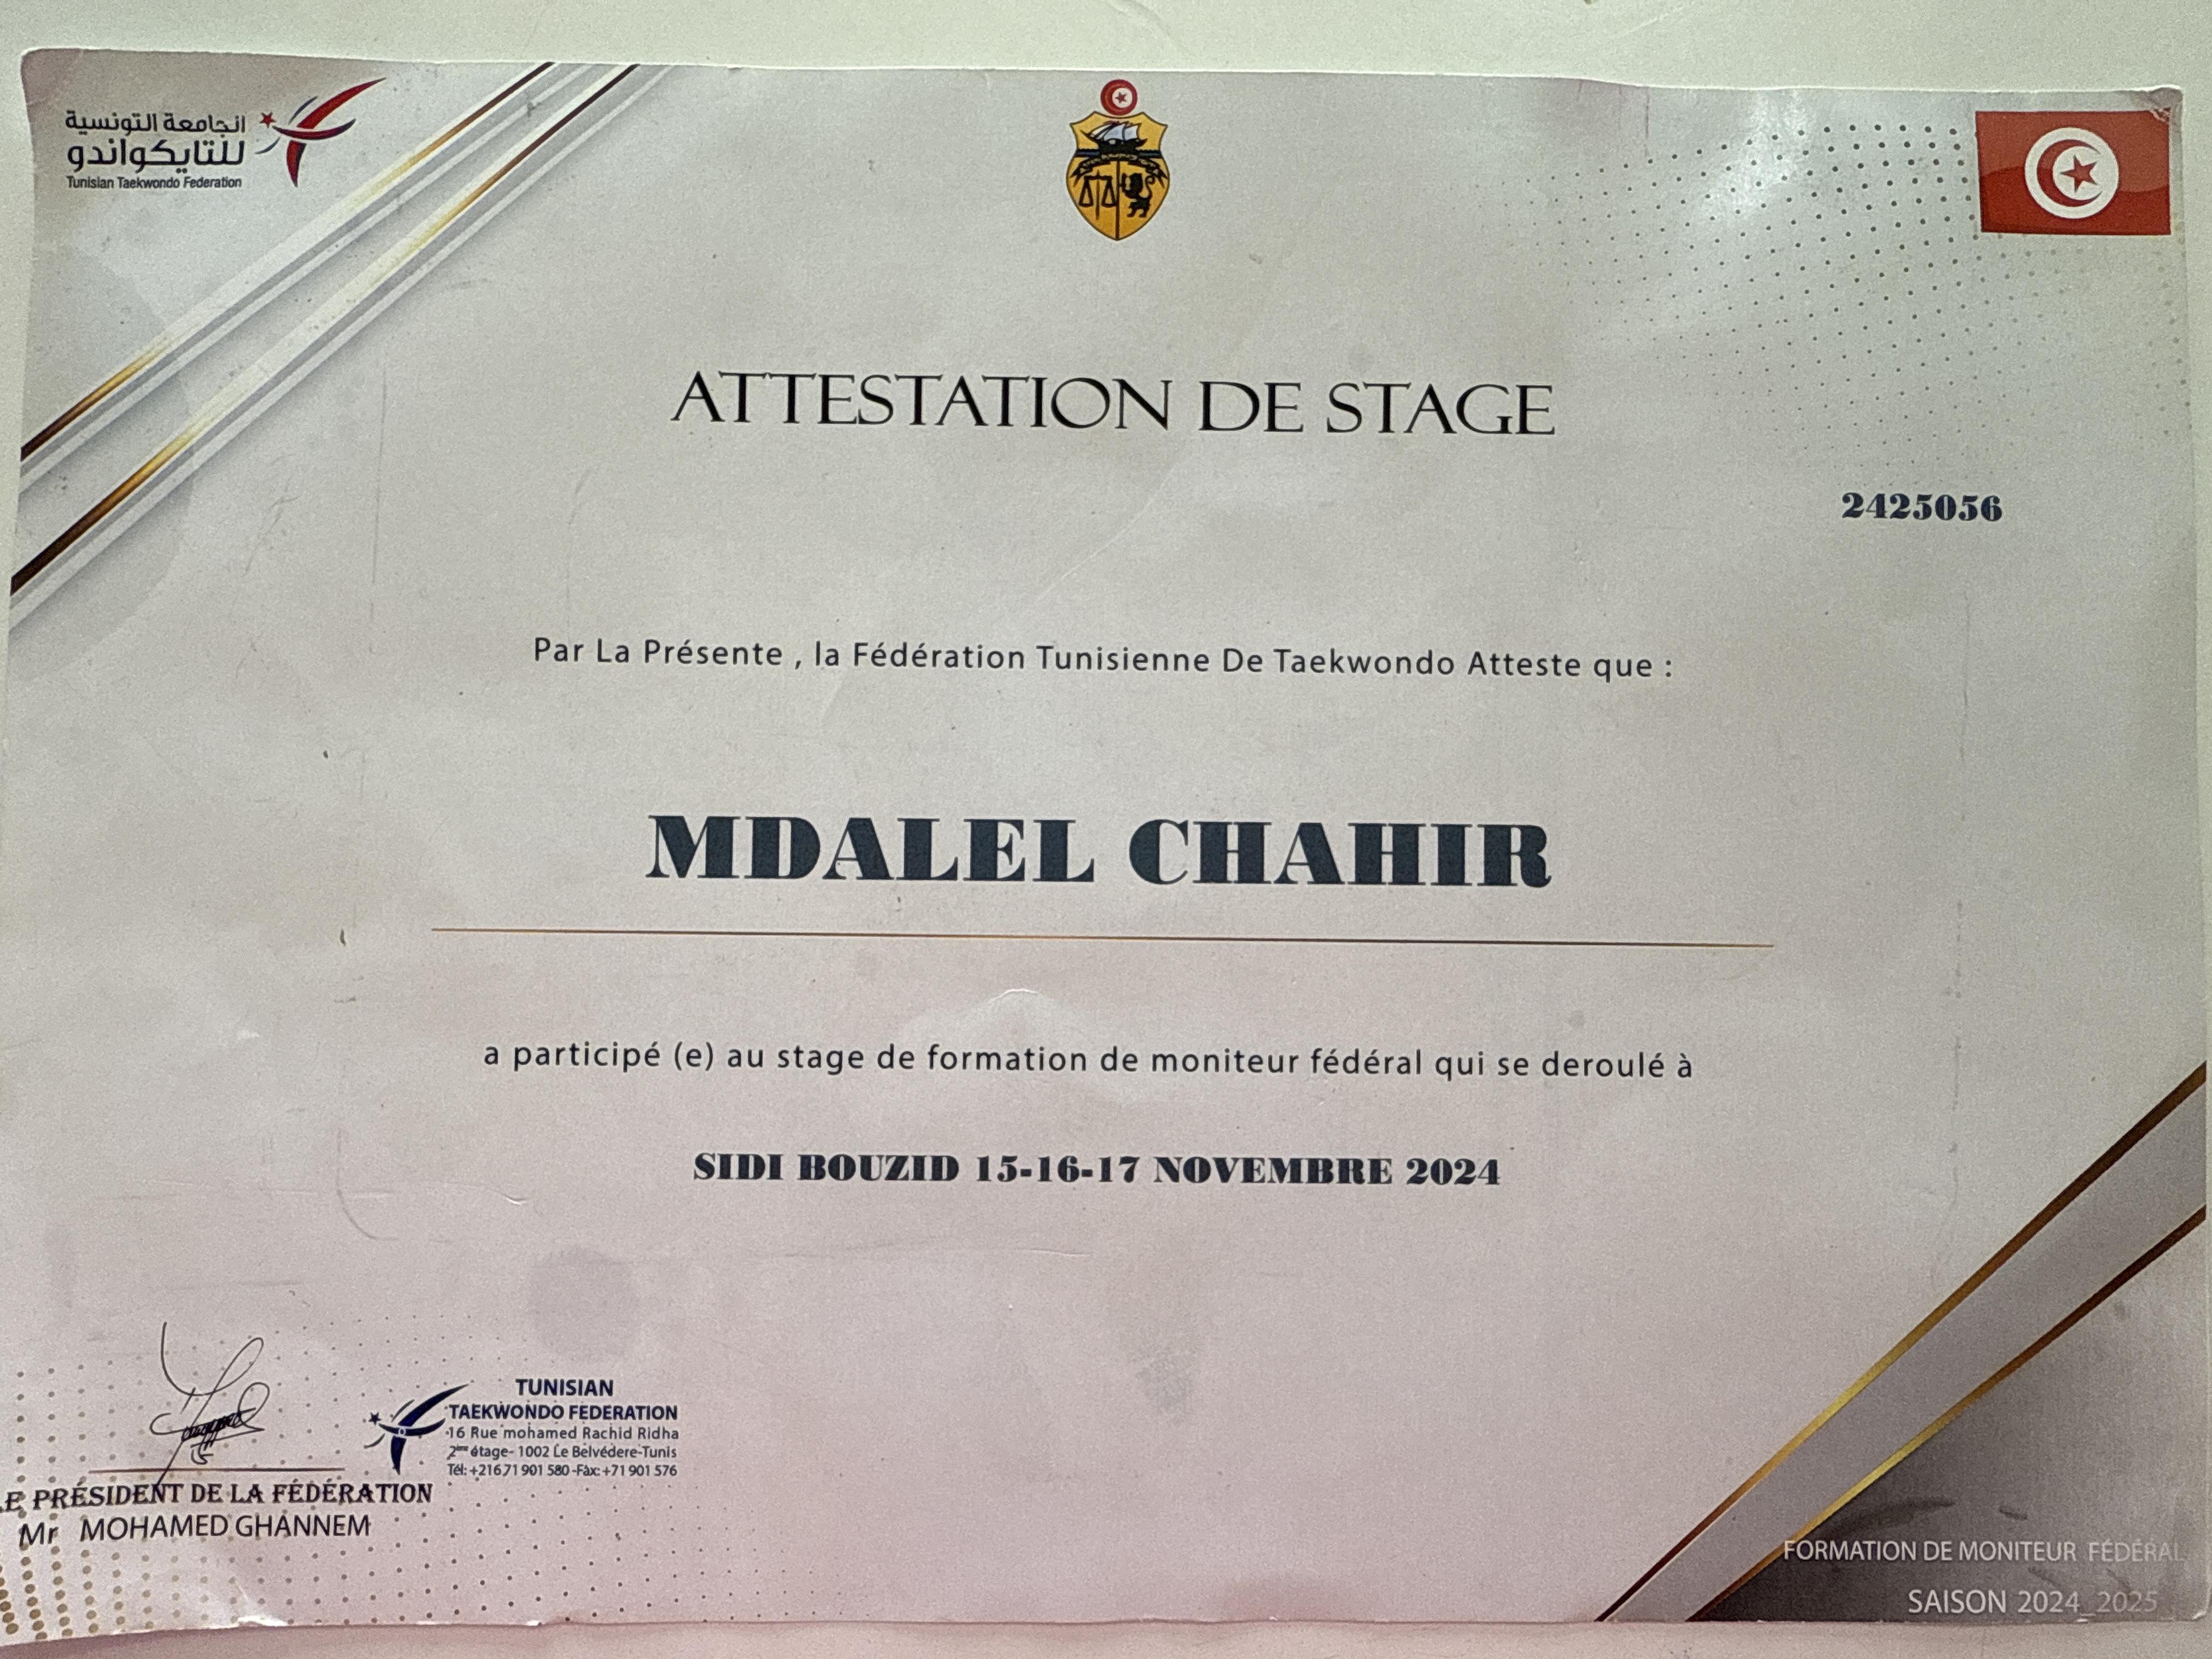 الجامعة التونسية
للتايكواندو
Tunisian Taekwondo Federation
ATTESTATION DE STAGE
2425056
Par La Présente , la Fédération Tunisienne De Taekwondo Atteste que :
MDALEL CHAHIR
a participé (e) au stage de formation de moniteur fédéral qui se deroulé à
SIDI BOUZID 15-16-17 NOVEMBRE 2024
TUNISIAN
TAEKWONDO FEDERATION
16 Rue mohamed Rachid Ridha
2ème étage- 1002 Le Belvédere-Tunis
Tél: +216 71 901 580 -Fax: +71 901 576
LE PRÉSIDENT DE LA FÉDÉRATION
Mr MOHAMED GHANNEM
FORMATION DE MONITEUR FÉDÉRAL
SAISON 2024_2025